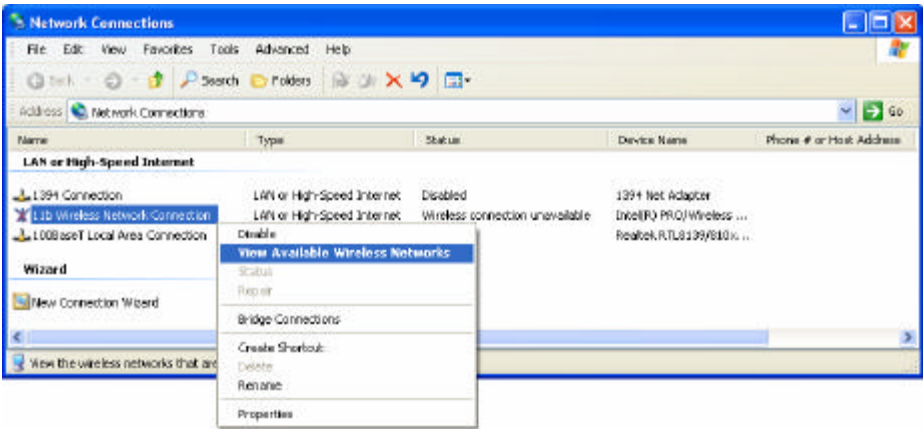 Network Connections
File Edit View Favorites Tools Advanced Help
Back Search Folders
Address Network Connections Go
Name Type Status Device Name Phone # or Host Address
LAN or High-Speed Internet
1394 Connection LAN or High-Speed Internet Disabled 1394 Net Adapter
11b Wireless Network Connection LAN or High-Speed Internet Wireless connection unavailable Intel(R) PRO/Wireless ...
100BaseT Local Area Connection Realtek RTL8139/810x ...
Disable
View Available Wireless Networks
Wizard
Status
Repair
New Connection Wizard
Bridge Connections
Create Shortcut
View the wireless networks that are
Delete
Rename
Properties